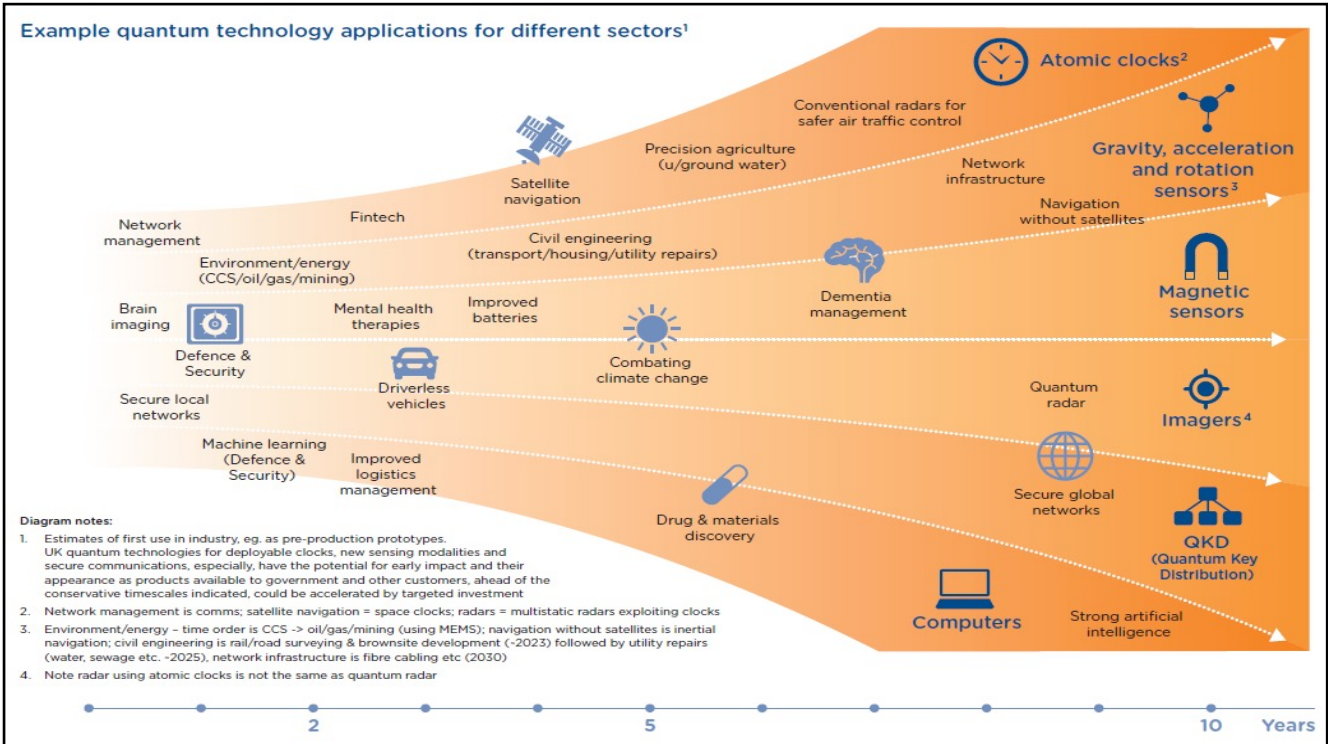 Example quantum technology applications for different sectors¹
Atomic clocks²
Conventional radars for
safer air traffic control
Precision agriculture
(u/ground water)
Gravity, acceleration
and rotation
sensors³
Network
infrastructure
Satellite
navigation
Navigation
without satellites
Fintech
Network
management
Civil engineering
(transport/housing/utility repairs)
Environment/energy
(CCS/oil/gas/mining)
Magnetic
sensors
Dementia
management
Brain
imaging
Mental health
therapies
Improved
batteries
Defence &
Security
Combating
climate change
Driverless
vehicles
Quantum
radar
Imagers⁴
Secure local
networks
Machine learning
(Defence &
Security)
Improved
logistics
management
Secure global
networks
Drug & materials
discovery
QKD
(Quantum Key
Distribution)
Computers
Strong artificial
intelligence
Diagram notes:
1. Estimates of first use in industry, eg. as pre-production prototypes.
UK quantum technologies for deployable clocks, new sensing modalities and
secure communications, especially, have the potential for early impact and their
appearance as products available to government and other customers, ahead of the
conservative timescales indicated, could be accelerated by targeted investment
2. Network management is comms; satellite navigation = space clocks; radars = multistatic radars exploiting clocks
3. Environment/energy – time order is CCS -> oil/gas/mining (using MEMS); navigation without satellites is inertial
navigation; civil engineering is rail/road surveying & brownsite development (~2023) followed by utility repairs
(water, sewage etc. ~2025), network infrastructure is fibre cabling etc (2030)
4. Note radar using atomic clocks is not the same as quantum radar
2 5 10 Years